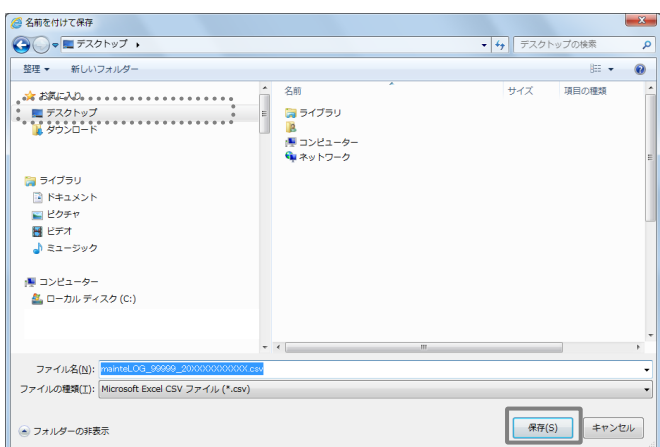 名前を付けて保存
デスクトップ
デスクトップの検索
整理 新しいフォルダー
お気に入り
デスクトップ
ダウンロード
ライブラリ
ドキュメント
ピクチャ
ビデオ
ミュージック
コンピューター
ローカル ディスク (C:)
名前 サイズ 項目の種類
ライブラリ
コンピューター
ネットワーク
ファイル名(N): mainteLOG_99999_20XXXXXXXXXX.csv
ファイルの種類(T): Microsoft Excel CSV ファイル (*.csv)
フォルダーの非表示
保存(S) キャンセル